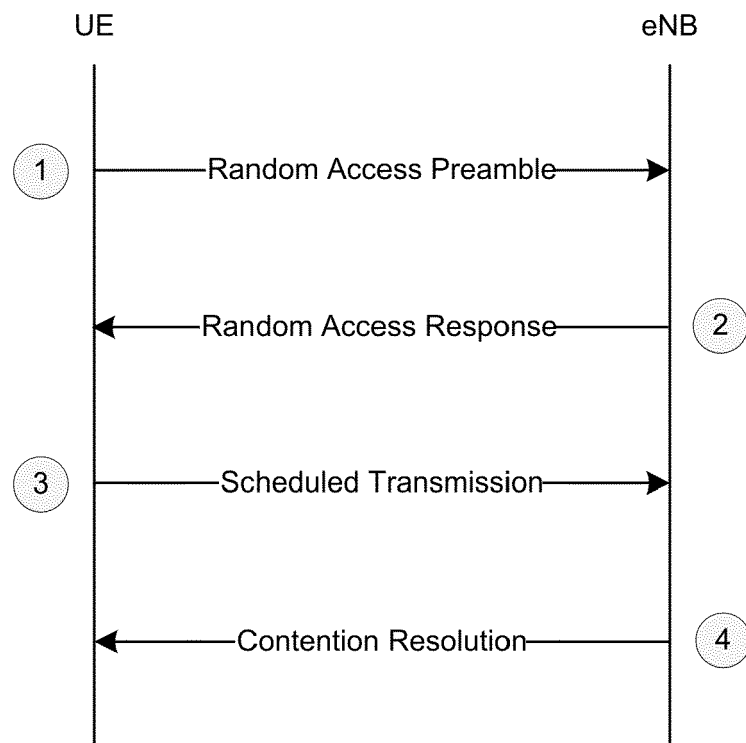 UE
eNB
1
Random Access Preamble
Random Access Response
2
3
Scheduled Transmission
Contention Resolution
4